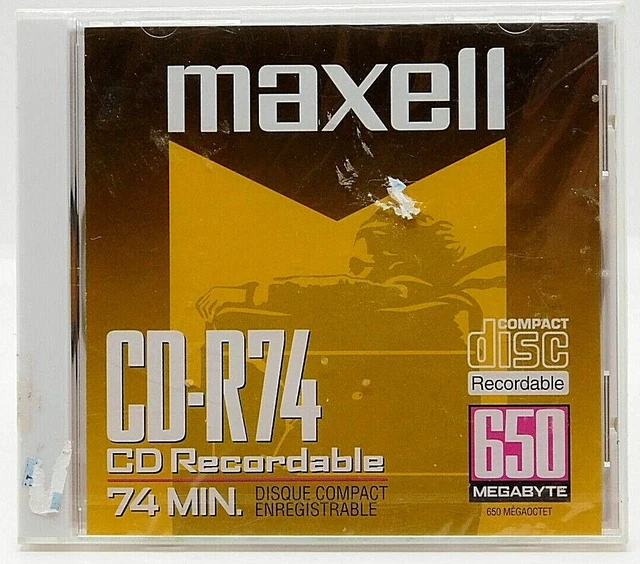 maxell
CD-R74
CD Recordable
74 MIN.
DISQUE COMPACT
ENREGISTRABLE
COMPACT
disc
Recordable
650
MEGABYTE
650 MÉGAOCTET